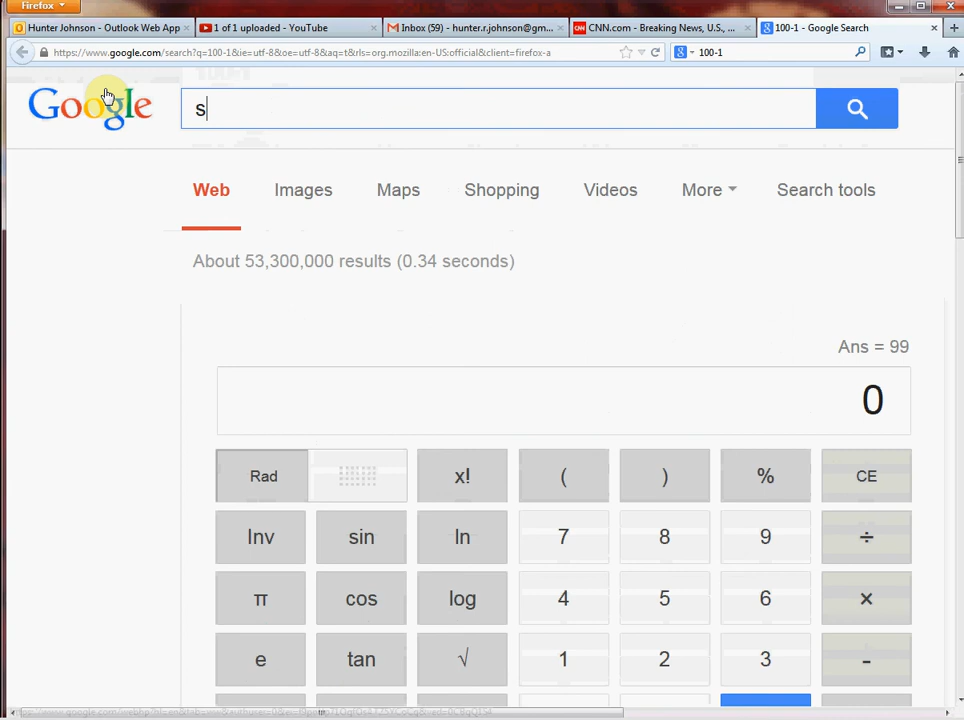 Firefox
Hunter Johnson - Outlook Web App
1 of 1 uploaded - YouTube
Inbox (59) - hunter.r.johnson@gm...
CNN.com - Breaking News, U.S., ...
100-1 - Google Search
https://www.google.com/search?q=100-1&ie=utf-8&oe=utf-8&aq=t&rls=org.mozilla:en-US:official&client=firefox-a
100-1
Google
s
Web
Images
Maps
Shopping
Videos
More
Search tools
About 53,300,000 results (0.34 seconds)
Ans = 99
0
Rad
x!
(
)
%
CE
Inv
sin
ln
7
8
9
÷
π
cos
log
4
5
6
×
e
tan
√
1
2
3
-